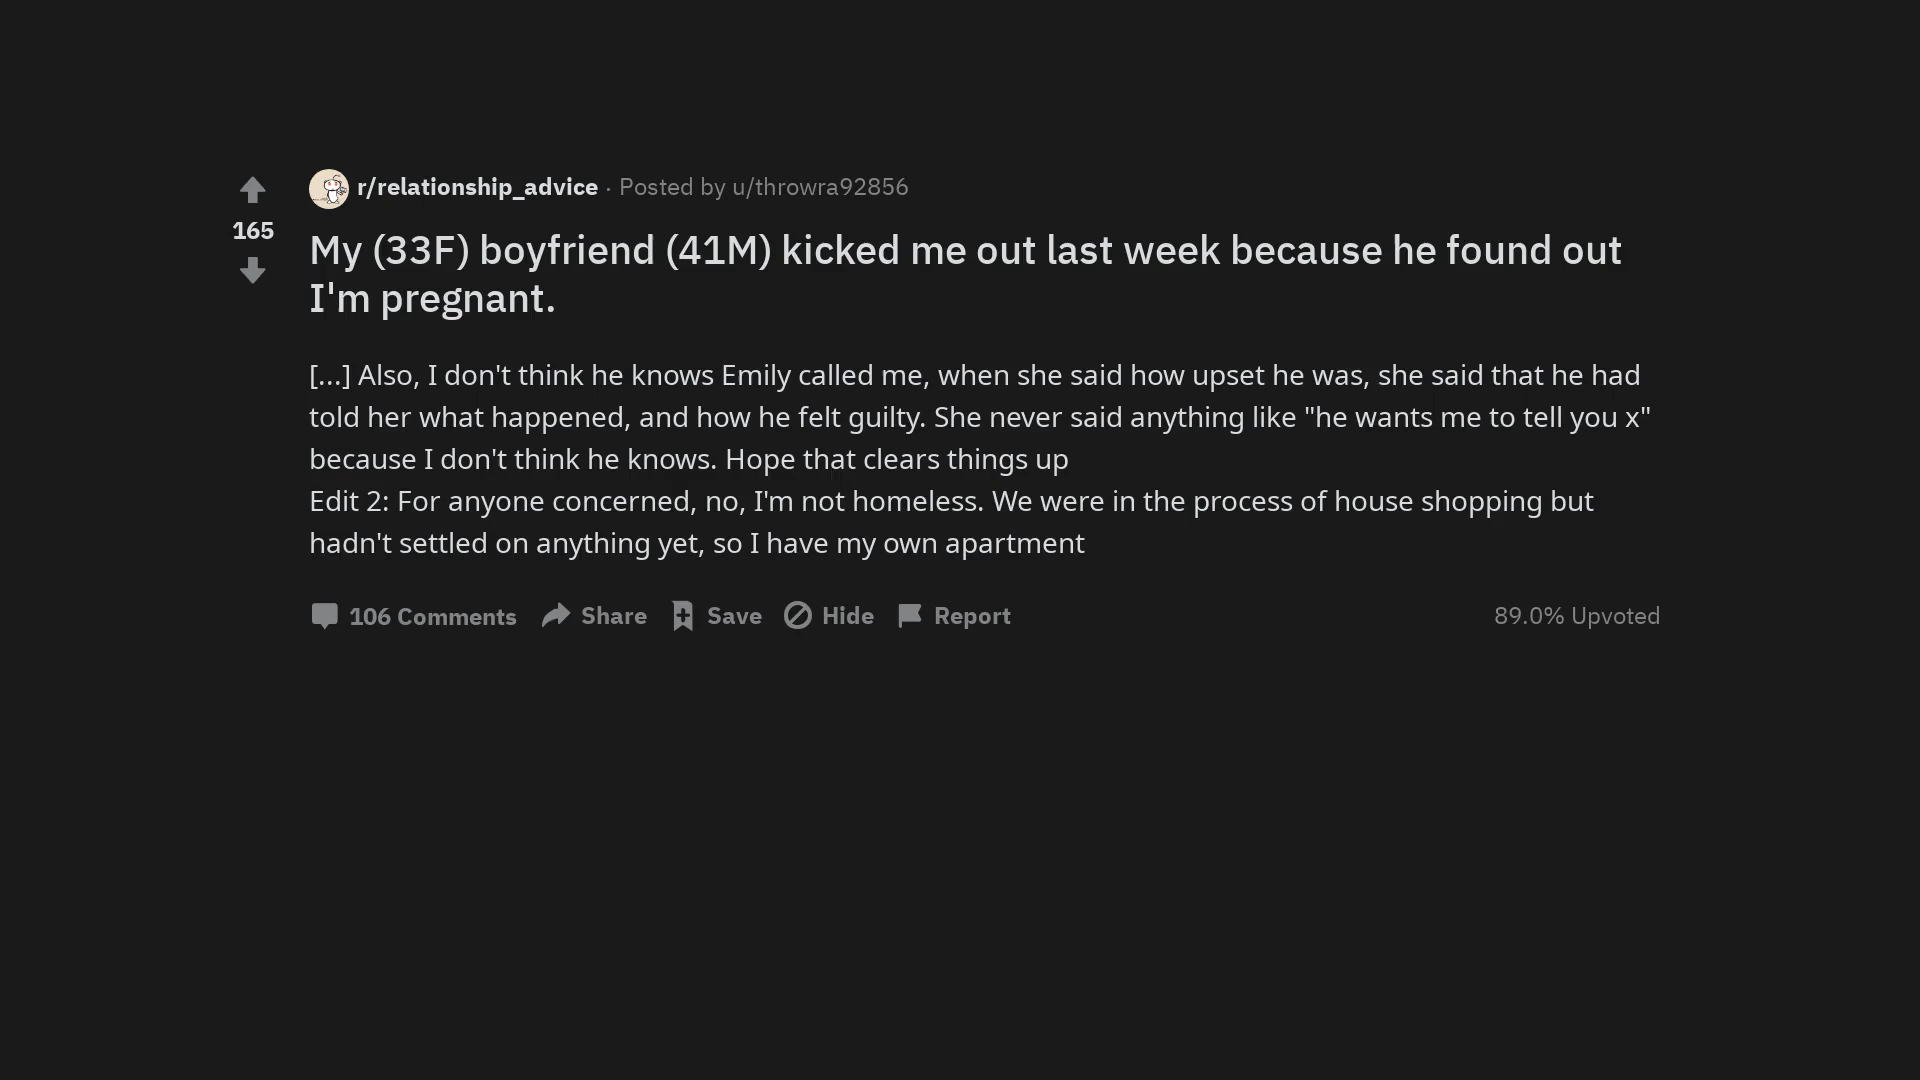 r/relationship_advice · Posted by u/throwra92856
165
My (33F) boyfriend (41M) kicked me out last week because he found out
I'm pregnant.
[...] Also, I don't think he knows Emily called me, when she said how upset he was, she said that he had
told her what happened, and how he felt guilty. She never said anything like "he wants me to tell you x"
because I don't think he knows. Hope that clears things up
Edit 2: For anyone concerned, no, I'm not homeless. We were in the process of house shopping but
hadn't settled on anything yet, so I have my own apartment
106 Comments Share Save Hide Report 89.0% Upvoted